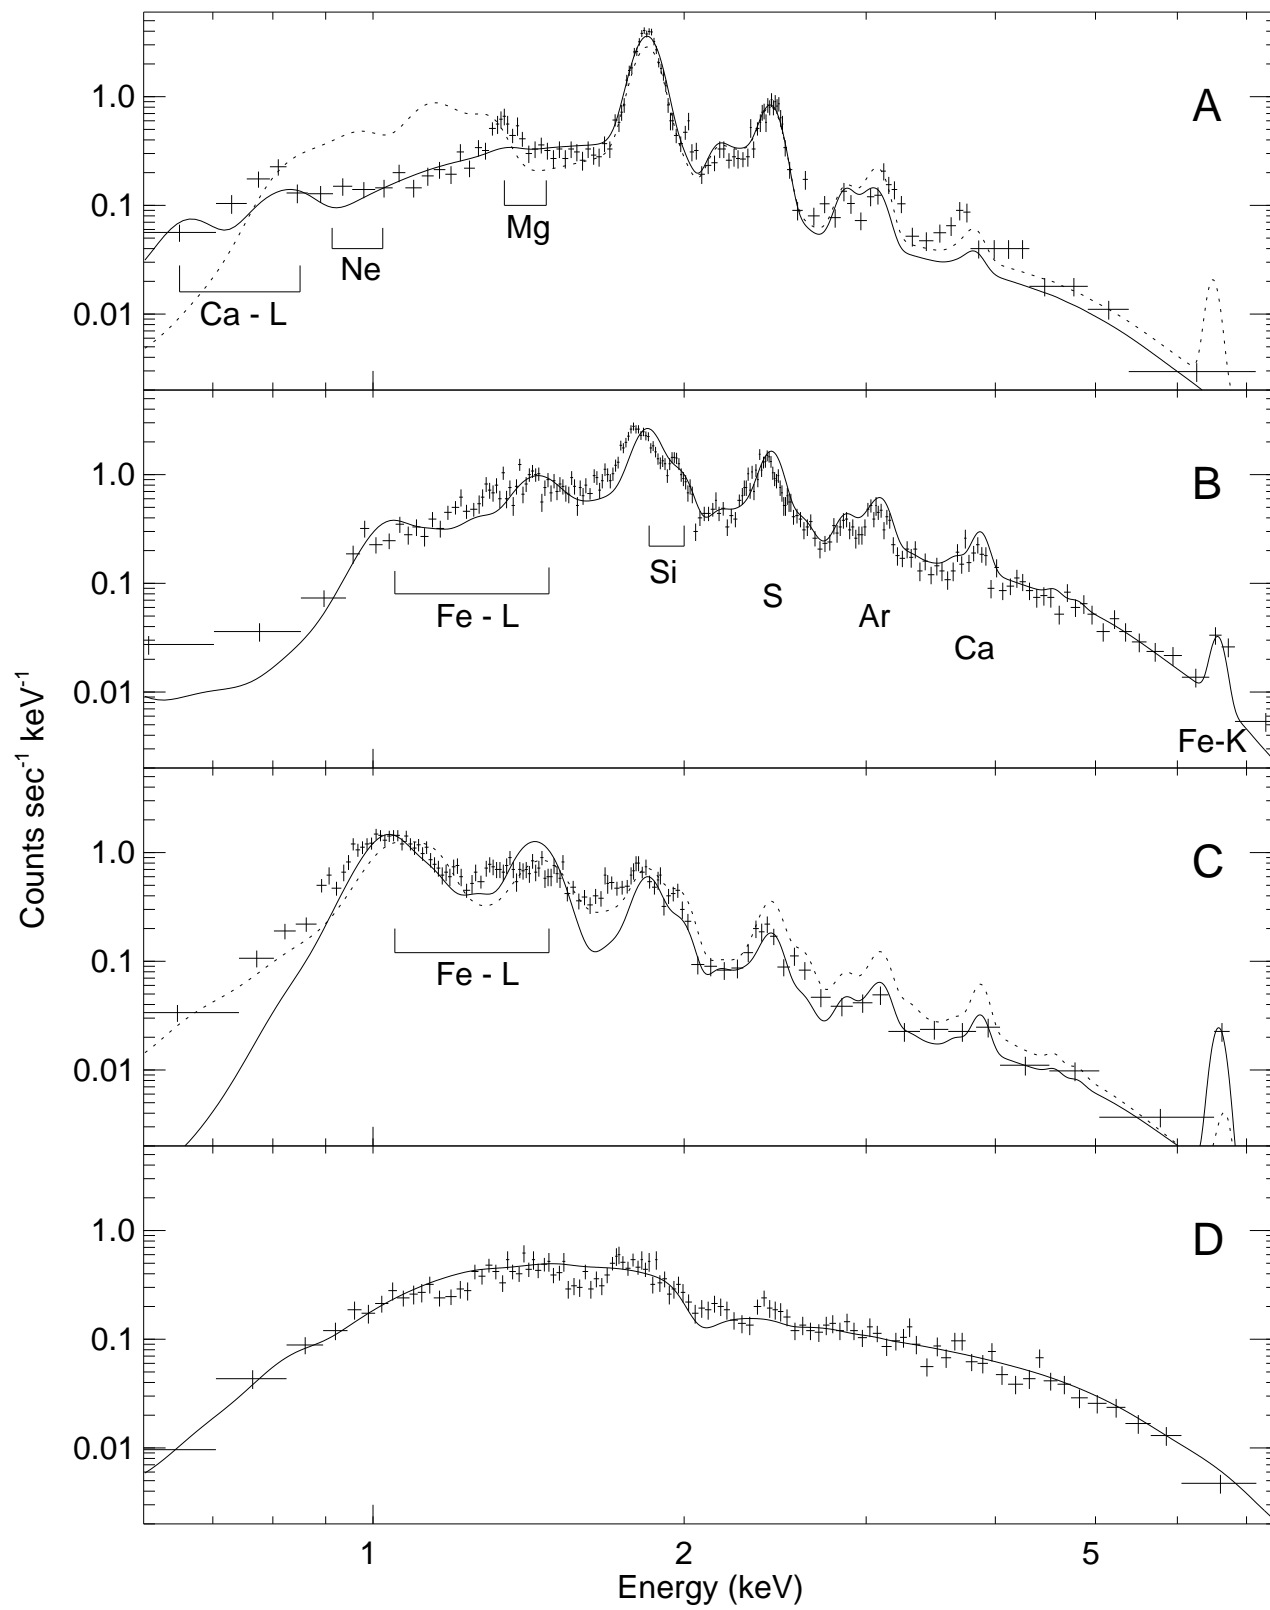 A
1.0
0.1
0.01
Mg
Ne
Ca - L
B
1.0
0.1
0.01
Si
S
Fe - L
Ar
Ca
Fe-K
C
1.0
0.1
0.01
Fe - L
D
1.0
0.1
0.01
Counts sec⁻¹ keV⁻¹
1 2 5
Energy (keV)